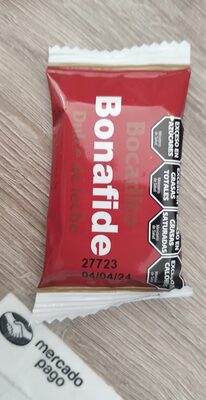 Bocadito
Bonafide
Dulce de leche
27723
04/04/24
EXCESO EN
AZÚCARES
EXCESO EN
GRASAS
TOTALES
EXCESO EN
GRASAS
SATURADAS
EXCESO EN
CALORÍAS
mercado
pago